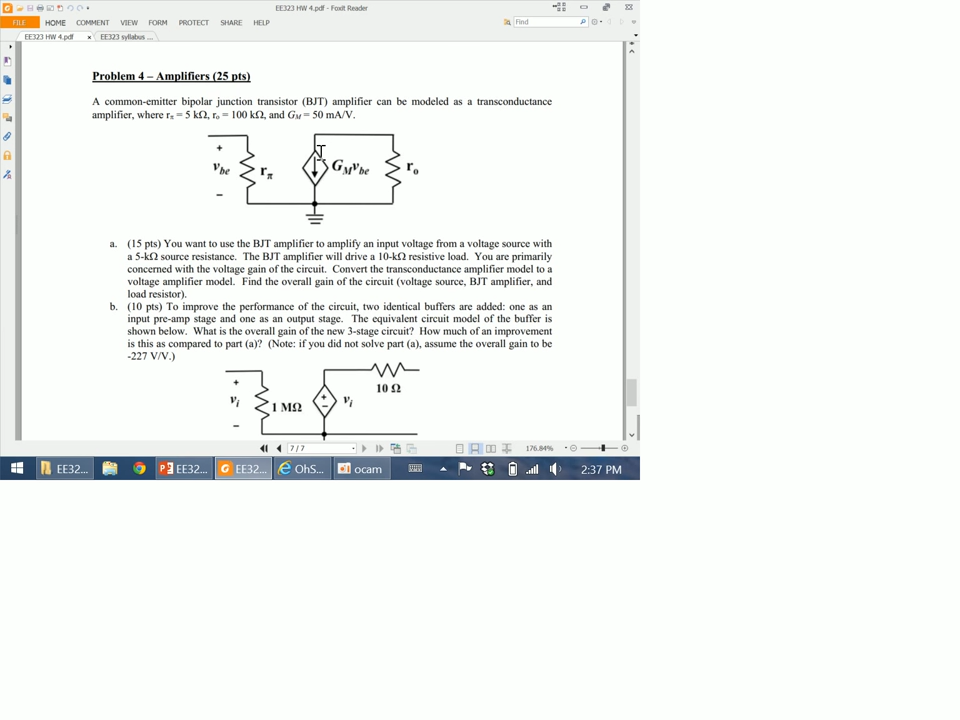 EE323 HW 4.pdf - Foxit Reader
FILE HOME COMMENT VIEW FORM PROTECT SHARE HELP
Find
EE323 HW 4.pdf × EE323 syllabus ...
Problem 4 – Amplifiers (25 pts)
A common-emitter bipolar junction transistor (BJT) amplifier can be modeled as a transconductance
amplifier, where rπ = 5 kΩ, ro = 100 kΩ, and GM = 50 mA/V.
+
vbe rπ GMvbe ro
–
a. (15 pts) You want to use the BJT amplifier to amplify an input voltage from a voltage source with
a 5-kΩ source resistance. The BJT amplifier will drive a 10-kΩ resistive load. You are primarily
concerned with the voltage gain of the circuit. Convert the transconductance amplifier model to a
voltage amplifier model. Find the overall gain of the circuit (voltage source, BJT amplifier, and
load resistor).
b. (10 pts) To improve the performance of the circuit, two identical buffers are added: one as an
input pre-amp stage and one as an output stage. The equivalent circuit model of the buffer is
shown below. What is the overall gain of the new 3-stage circuit? How much of an improvement
is this as compared to part (a)? (Note: if you did not solve part (a), assume the overall gain to be
-227 V/V.)
10 Ω
+
vi 1 MΩ + – vi
–
7 / 7 176.84%
EE32... EE32... EE32... OhS... ocam 2:37 PM